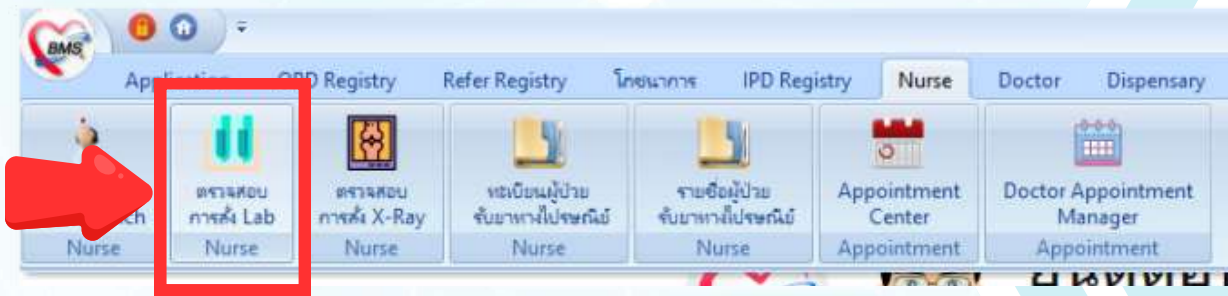 BMS
Registry Refer Registry โภชนาการ IPD Registry Nurse Doctor Dispensary
ตรวจสอบ
การสั่ง Lab
ตรวจสอบ
การสั่ง X-Ray
ทะเบียนผู้ป่วย
รับยาทางไปรษณีย์
รายชื่อผู้ป่วย
รับยาทางไปรษณีย์
Appointment
Center
Doctor Appointment
Manager
Nurse Nurse Nurse Nurse Nurse Appointment Appointment